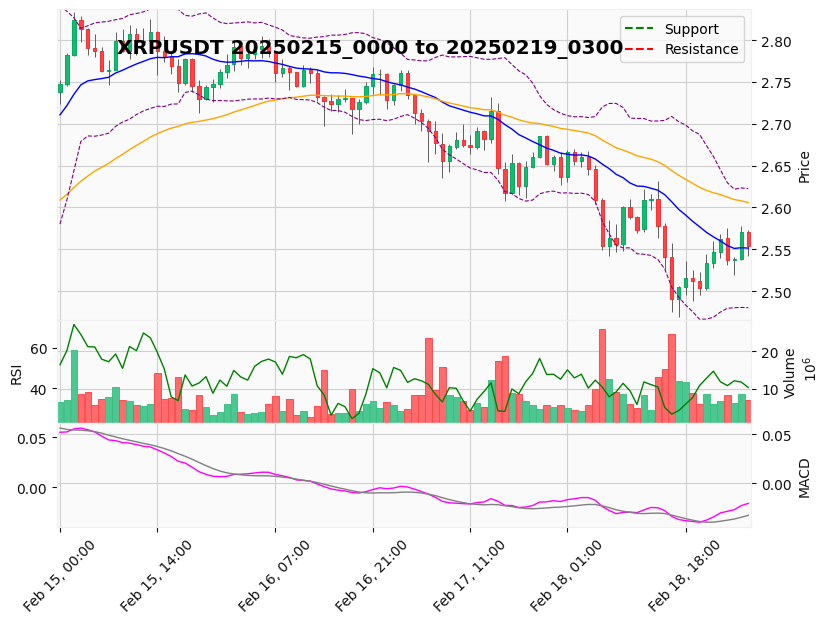 XRPUSDT 20250215_0000 to 20250219_0300
Support
Resistance
2.80
2.75
2.70
2.65
2.60
2.55
2.50
Price
60
40
RSI
20
10
Volume
10^6
0.05
0.00
0.05
0.00
MACD
Feb 15, 00:00
Feb 15, 14:00
Feb 16, 07:00
Feb 16, 21:00
Feb 17, 11:00
Feb 18, 01:00
Feb 18, 18:00